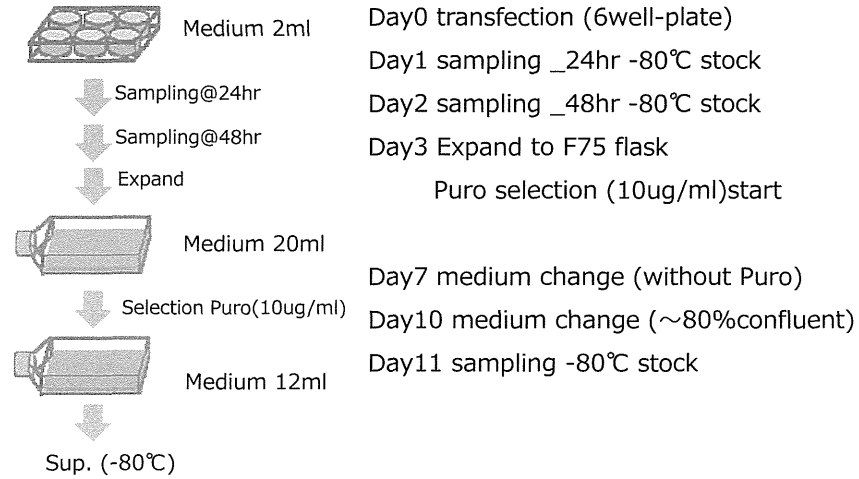 Medium 2ml
Sampling@24hr
Sampling@48hr
Expand
Medium 20ml
Selection Puro(10ug/ml)
Medium 12ml
Sup. (-80℃)
Day0 transfection (6well-plate)
Day1 sampling _24hr -80℃ stock
Day2 sampling _48hr -80℃ stock
Day3 Expand to F75 flask
Puro selection (10ug/ml)start
Day7 medium change (without Puro)
Day10 medium change (～80%confluent)
Day11 sampling -80℃ stock